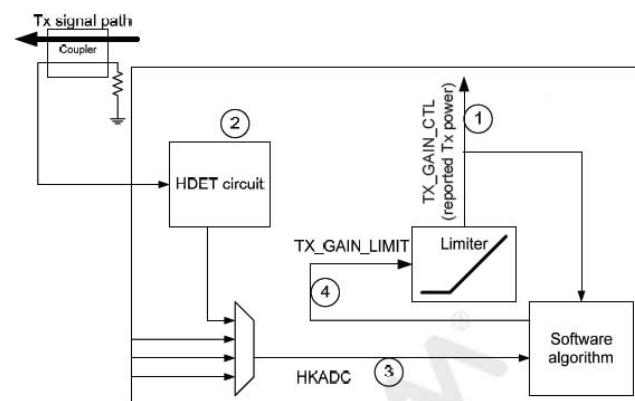 Tx signal path
Coupler
2
HDET circuit
TX_GAIN_CTL
(reported Tx power)
1
TX_GAIN_LIMIT
Limiter
4
Software
algorithm
3
HKADC